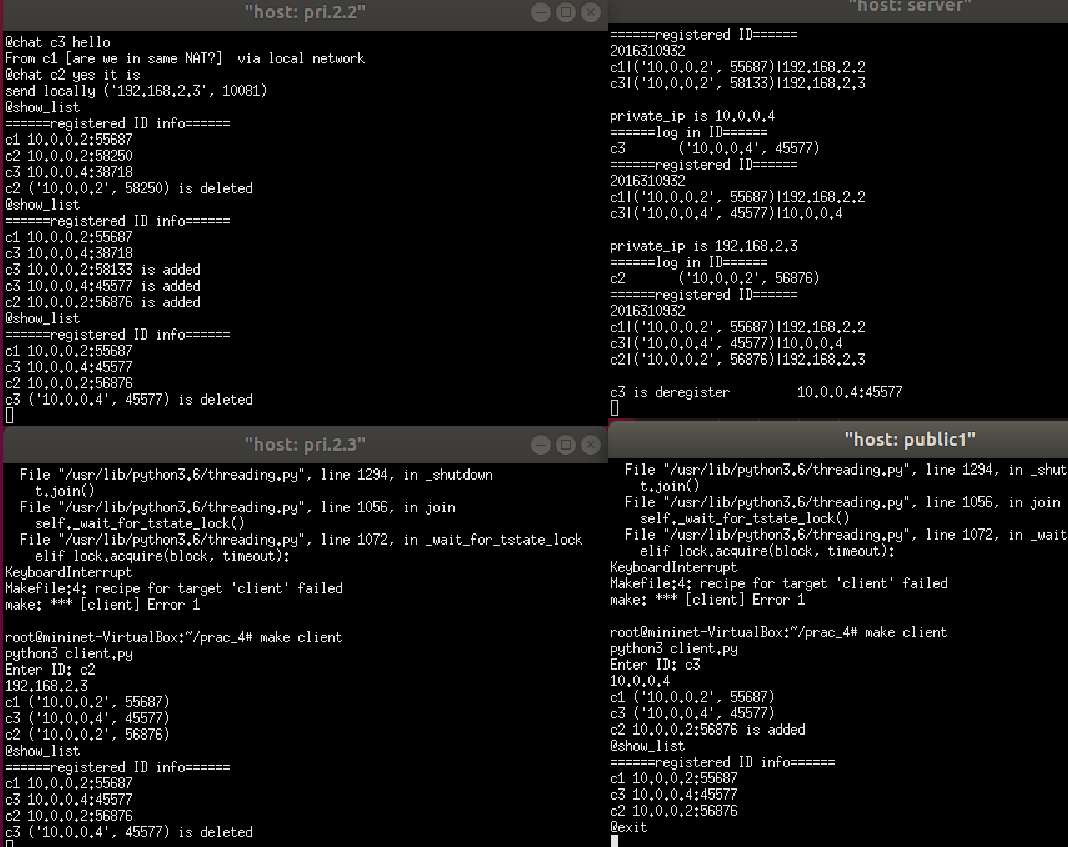 "host: pri.2.2"
@chat c3 hello
From c1 [are we in same NAT?]  via local network
@chat c2 yes it is
send locally ('192.168.2.3', 10081)
@show_list
======registered ID info======
c1 10.0.0.2:55687
c2 10.0.0.2:58250
c3 10.0.0.4:38718
c2 ('10.0.0.2', 58250) is deleted
@show_list
======registered ID info======
c1 10.0.0.2:55687
c3 10.0.0.4:38718
c3 10.0.0.2:58133 is added
c3 10.0.0.4:45577 is added
c2 10.0.0.2:56876 is added
@show_list
======registered ID info======
c1 10.0.0.2:55687
c3 10.0.0.4:45577
c2 10.0.0.2:56876
c3 ('10.0.0.4', 45577) is deleted
"host: server"
======registered ID======
2016310932
c1|('10.0.0.2', 55687)|192.168.2.2
c3|('10.0.0.2', 58133)|192.168.2.3
private_ip is 10.0.0.4
======log in ID======
c3      ('10.0.0.4', 45577)
======registered ID======
2016310932
c1|('10.0.0.2', 55687)|192.168.2.2
c3|('10.0.0.4', 45577)|10.0.0.4
private_ip is 192.168.2.3
======log in ID======
c2      ('10.0.0.2', 56876)
======registered ID======
2016310932
c1|('10.0.0.2', 55687)|192.168.2.2
c3|('10.0.0.4', 45577)|10.0.0.4
c2|('10.0.0.2', 56876)|192.168.2.3
c3 is deregister        10.0.0.4:45577
"host: pri.2.3"
File "/usr/lib/python3.6/threading.py", line 1294, in _shutdown
t.join()
File "/usr/lib/python3.6/threading.py", line 1056, in join
self._wait_for_tstate_lock()
File "/usr/lib/python3.6/threading.py", line 1072, in _wait_for_tstate_lock
elif lock.acquire(block, timeout):
KeyboardInterrupt
Makefile:4: recipe for target 'client' failed
make: *** [client] Error 1
root@mininet-VirtualBox:~/prac_4# make client
python3 client.py
Enter ID: c2
192.168.2.3
c1 ('10.0.0.2', 55687)
c3 ('10.0.0.4', 45577)
c2 ('10.0.0.2', 56876)
@show_list
======registered ID info======
c1 10.0.0.2:55687
c3 10.0.0.4:45577
c2 10.0.0.2:56876
c3 ('10.0.0.4', 45577) is deleted
"host: public1"
File "/usr/lib/python3.6/threading.py", line 1294, in _shut
t.join()
File "/usr/lib/python3.6/threading.py", line 1056, in join
self._wait_for_tstate_lock()
File "/usr/lib/python3.6/threading.py", line 1072, in _wait
elif lock.acquire(block, timeout):
KeyboardInterrupt
Makefile:4: recipe for target 'client' failed
make: *** [client] Error 1
root@mininet-VirtualBox:~/prac_4# make client
python3 client.py
Enter ID: c3
10.0.0.4
c1 ('10.0.0.2', 55687)
c3 ('10.0.0.4', 45577)
c2 10.0.0.2:56876 is added
@show_list
======registered ID info======
c1 10.0.0.2:55687
c3 10.0.0.4:45577
c2 10.0.0.2:56876
@exit